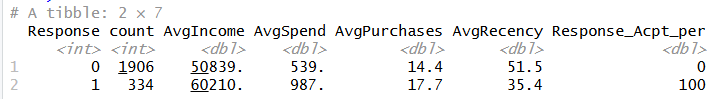 # A tibble: 2 × 7
Response count AvgIncome AvgSpend AvgPurchases AvgRecency Response_Acpt_per
<int> <int> <dbl> <dbl> <dbl> <dbl> <dbl>
1 0 1906 50839. 539. 14.4 51.5 0
2 1 334 60210. 987. 17.7 35.4 100